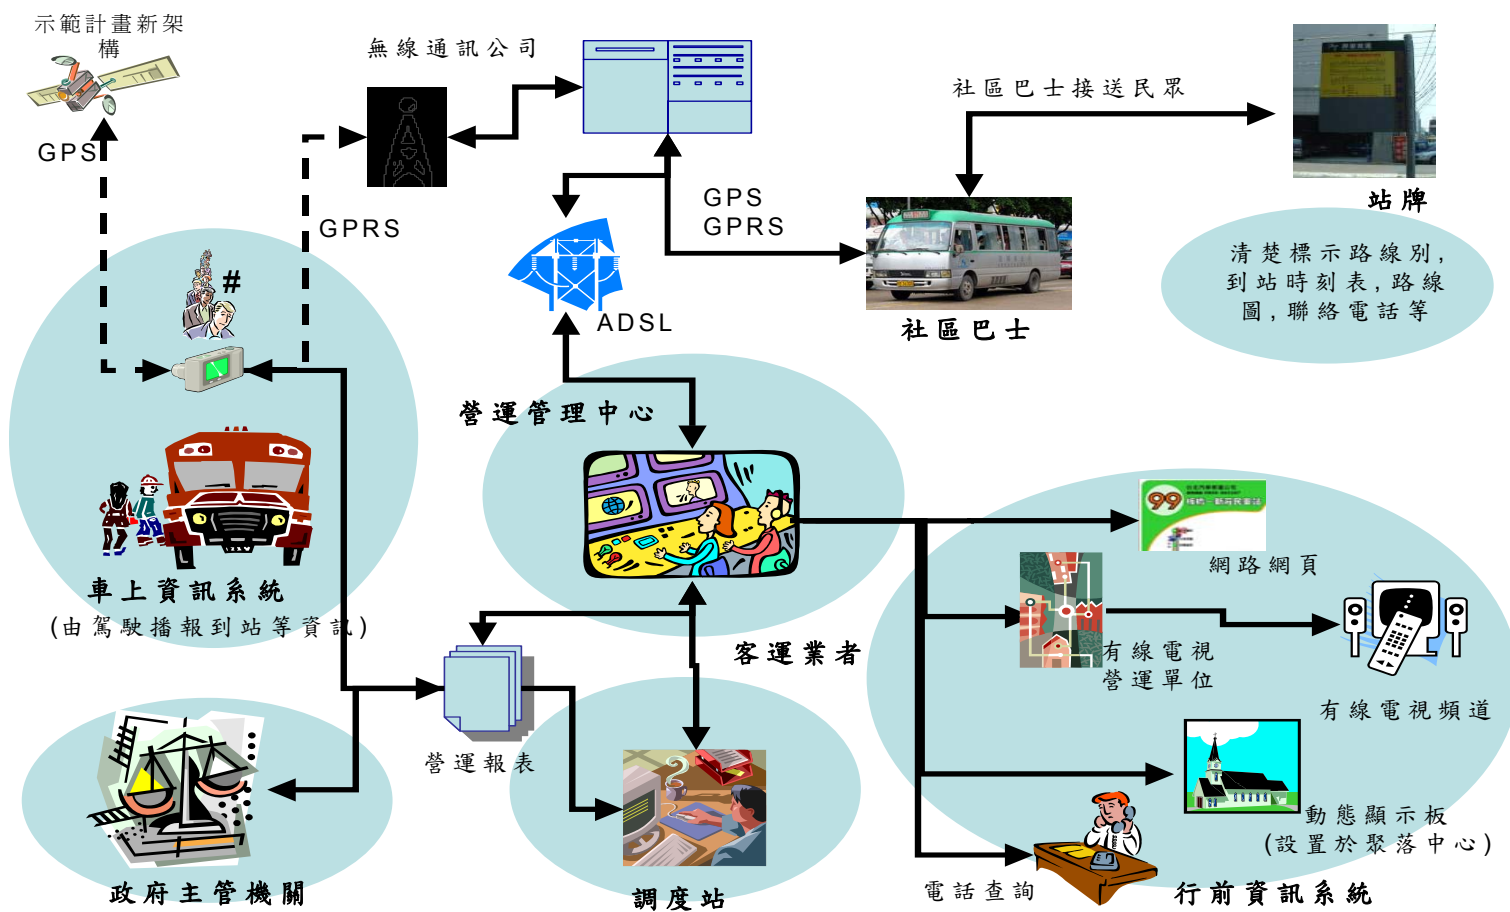 示範計畫新架
構
無線通訊公司
社區巴士接送民眾
GPS
GPRS
GPS
GPRS
站牌
清楚標示路線別,
到站時刻表,路線
圖,聯絡電話等
#
ADSL
社區巴士
營運管理中心
99
網路網頁
車上資訊系統
(由駕駛播報到站等資訊)
客運業者
有線電視
營運單位
有線電視頻道
營運報表
動態顯示板
(設置於聚落中心)
電話查詢
行前資訊系統
政府主管機關
調度站